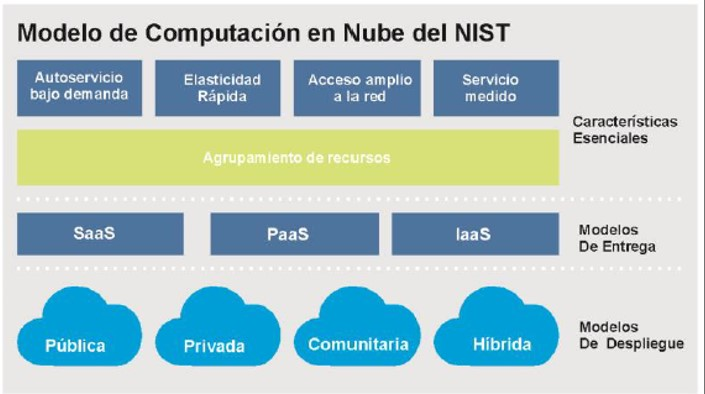 Modelo de Computación en Nube del NIST
Autoservicio
bajo demanda
Elasticidad
Rápida
Acceso amplio
a la red
Servicio
medido
Características
Esenciales
Agrupamiento de recursos
SaaS
PaaS
IaaS
Modelos
De Entrega
Pública
Privada
Comunitaria
Híbrida
Modelos
De Despliegue